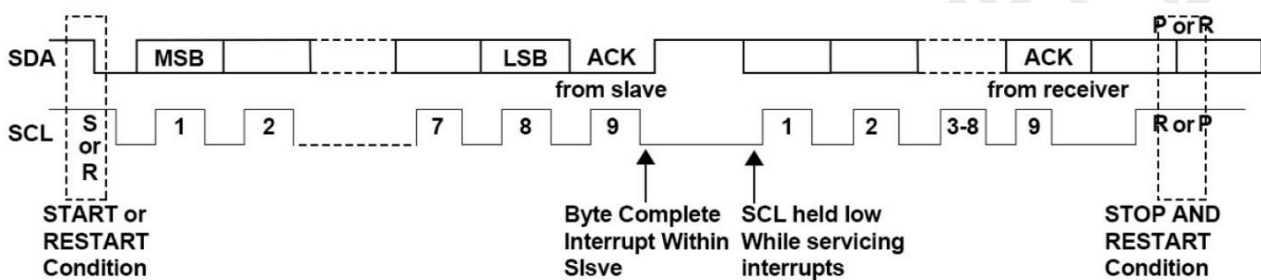 P or R
SDA MSB LSB ACK ACK
from slave from receiver
SCL S or R 1 2 7 8 9 1 2 3-8 9 R or P
START or RESTART Condition
Byte Complete Interrupt Within Slsve
SCL held low While servicing interrupts
STOP AND RESTART Condition